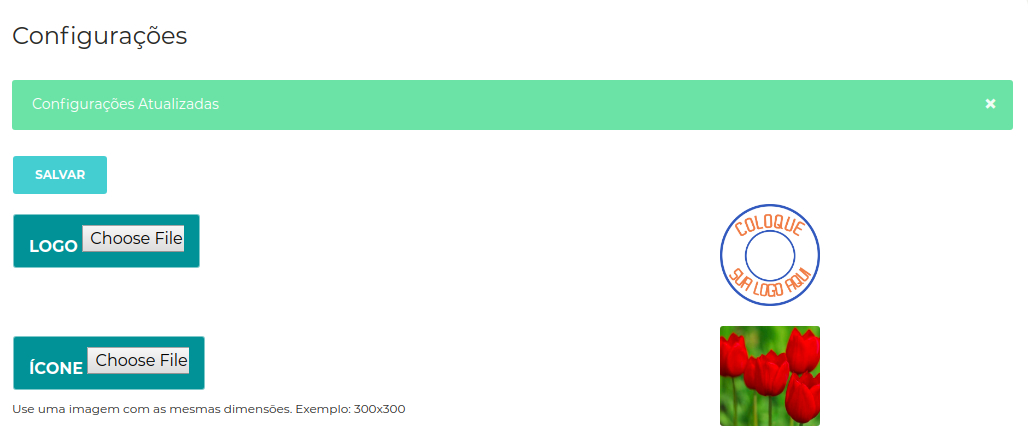 Configurações
Configurações Atualizadas
×
SALVAR
LOGO Choose File
COLOQUE
SUA LOGO AQUI
ÍCONE Choose File
Use uma imagem com as mesmas dimensões. Exemplo: 300x300